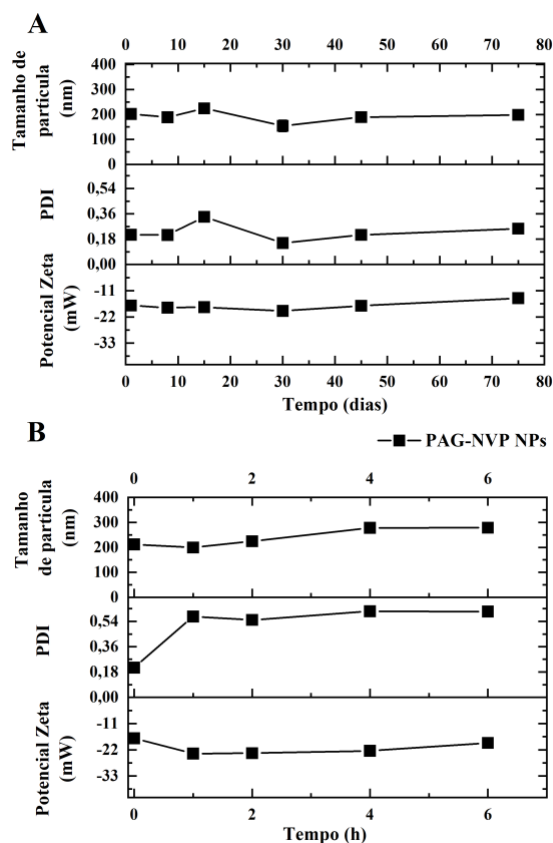 A
0 10 20 30 40 50 60 70 80
Tamanho de
partícula
(nm)
400
300
200
100
0
PDI
0,54
0,36
0,18
0,00
Potencial Zeta
(mW)
-11
-22
-33
0 10 20 30 40 50 60 70 80
Tempo (dias)
B
PAG-NVP NPs
0 2 4 6
Tamanho
de partícula
(nm)
400
300
200
100
0
PDI
0,54
0,36
0,18
0,00
Potencial Zeta
(mW)
-11
-22
-33
0 2 4 6
Tempo (h)